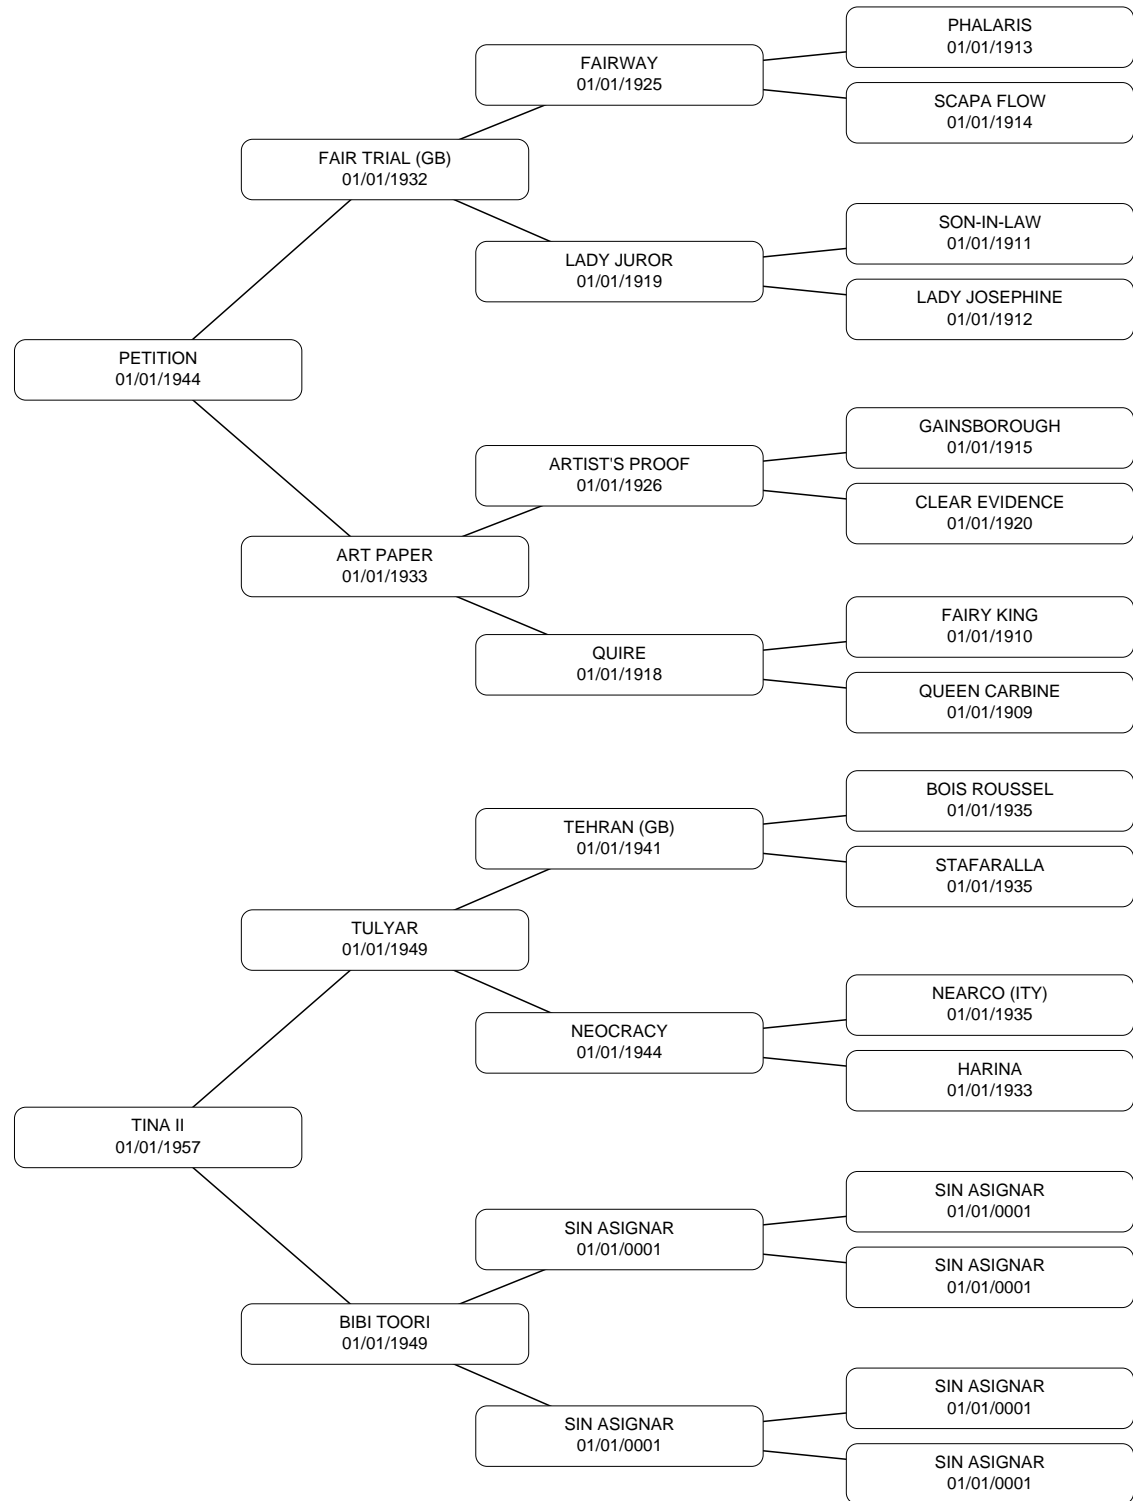 PHALARIS
01/01/1913
FAIRWAY
01/01/1925
SCAPA FLOW
01/01/1914
FAIR TRIAL (GB)
01/01/1932
SON-IN-LAW
01/01/1911
LADY JUROR
01/01/1919
LADY JOSEPHINE
01/01/1912
PETITION
01/01/1944
GAINSBOROUGH
01/01/1915
ARTIST'S PROOF
01/01/1926
CLEAR EVIDENCE
01/01/1920
ART PAPER
01/01/1933
FAIRY KING
01/01/1910
QUIRE
01/01/1918
QUEEN CARBINE
01/01/1909
BOIS ROUSSEL
01/01/1935
TEHRAN (GB)
01/01/1941
STAFARALLA
01/01/1935
TULYAR
01/01/1949
NEARCO (ITY)
01/01/1935
NEOCRACY
01/01/1944
HARINA
01/01/1933
TINA II
01/01/1957
SIN ASIGNAR
01/01/0001
SIN ASIGNAR
01/01/0001
SIN ASIGNAR
01/01/0001
BIBI TOORI
01/01/1949
SIN ASIGNAR
01/01/0001
SIN ASIGNAR
01/01/0001
SIN ASIGNAR
01/01/0001